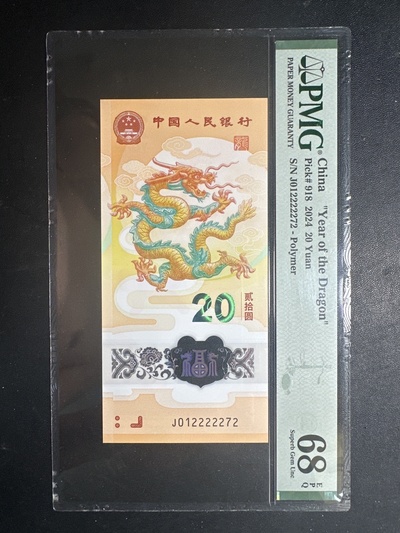 中国人民银行
20
贰拾圆
福
J012222272
PMG
PAPER MONEY GUARANTY
China "Year of the Dragon"
Pick# 918 2024 20 Yuan
S/N J012222272 - Polymer
68 EPQ
Superb Gem Unc